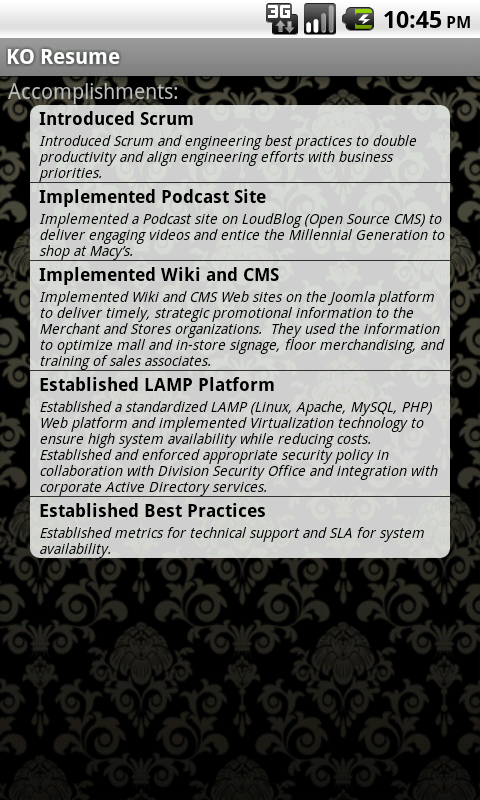 3G
10:45 PM
KO Resume
Accomplishments:
Introduced Scrum
Introduced Scrum and engineering best practices to double
productivity and align engineering efforts with business
priorities.
Implemented Podcast Site
Implemented a Podcast site on LoudBlog (Open Source CMS) to
deliver engaging videos and entice the Millennial Generation to
shop at Macy's.
Implemented Wiki and CMS
Implemented Wiki and CMS Web sites on the Joomla platform
to deliver timely, strategic promotional information to the
Merchant and Stores organizations.  They used the information
to optimize mall and in-store signage, floor merchandising, and
training of sales associates.
Established LAMP Platform
Established a standardized LAMP (Linux, Apache, MySQL, PHP)
Web platform and implemented Virtualization technology to
ensure high system availability while reducing costs.
Established and enforced appropriate security policy in
collaboration with Division Security Office and integration with
corporate Active Directory services.
Established Best Practices
Established metrics for technical support and SLA for system
availability.